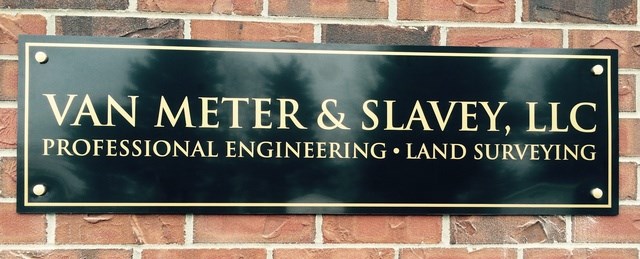 VAN METER & SLAVEY, LLC
PROFESSIONAL ENGINEERING • LAND SURVEYING